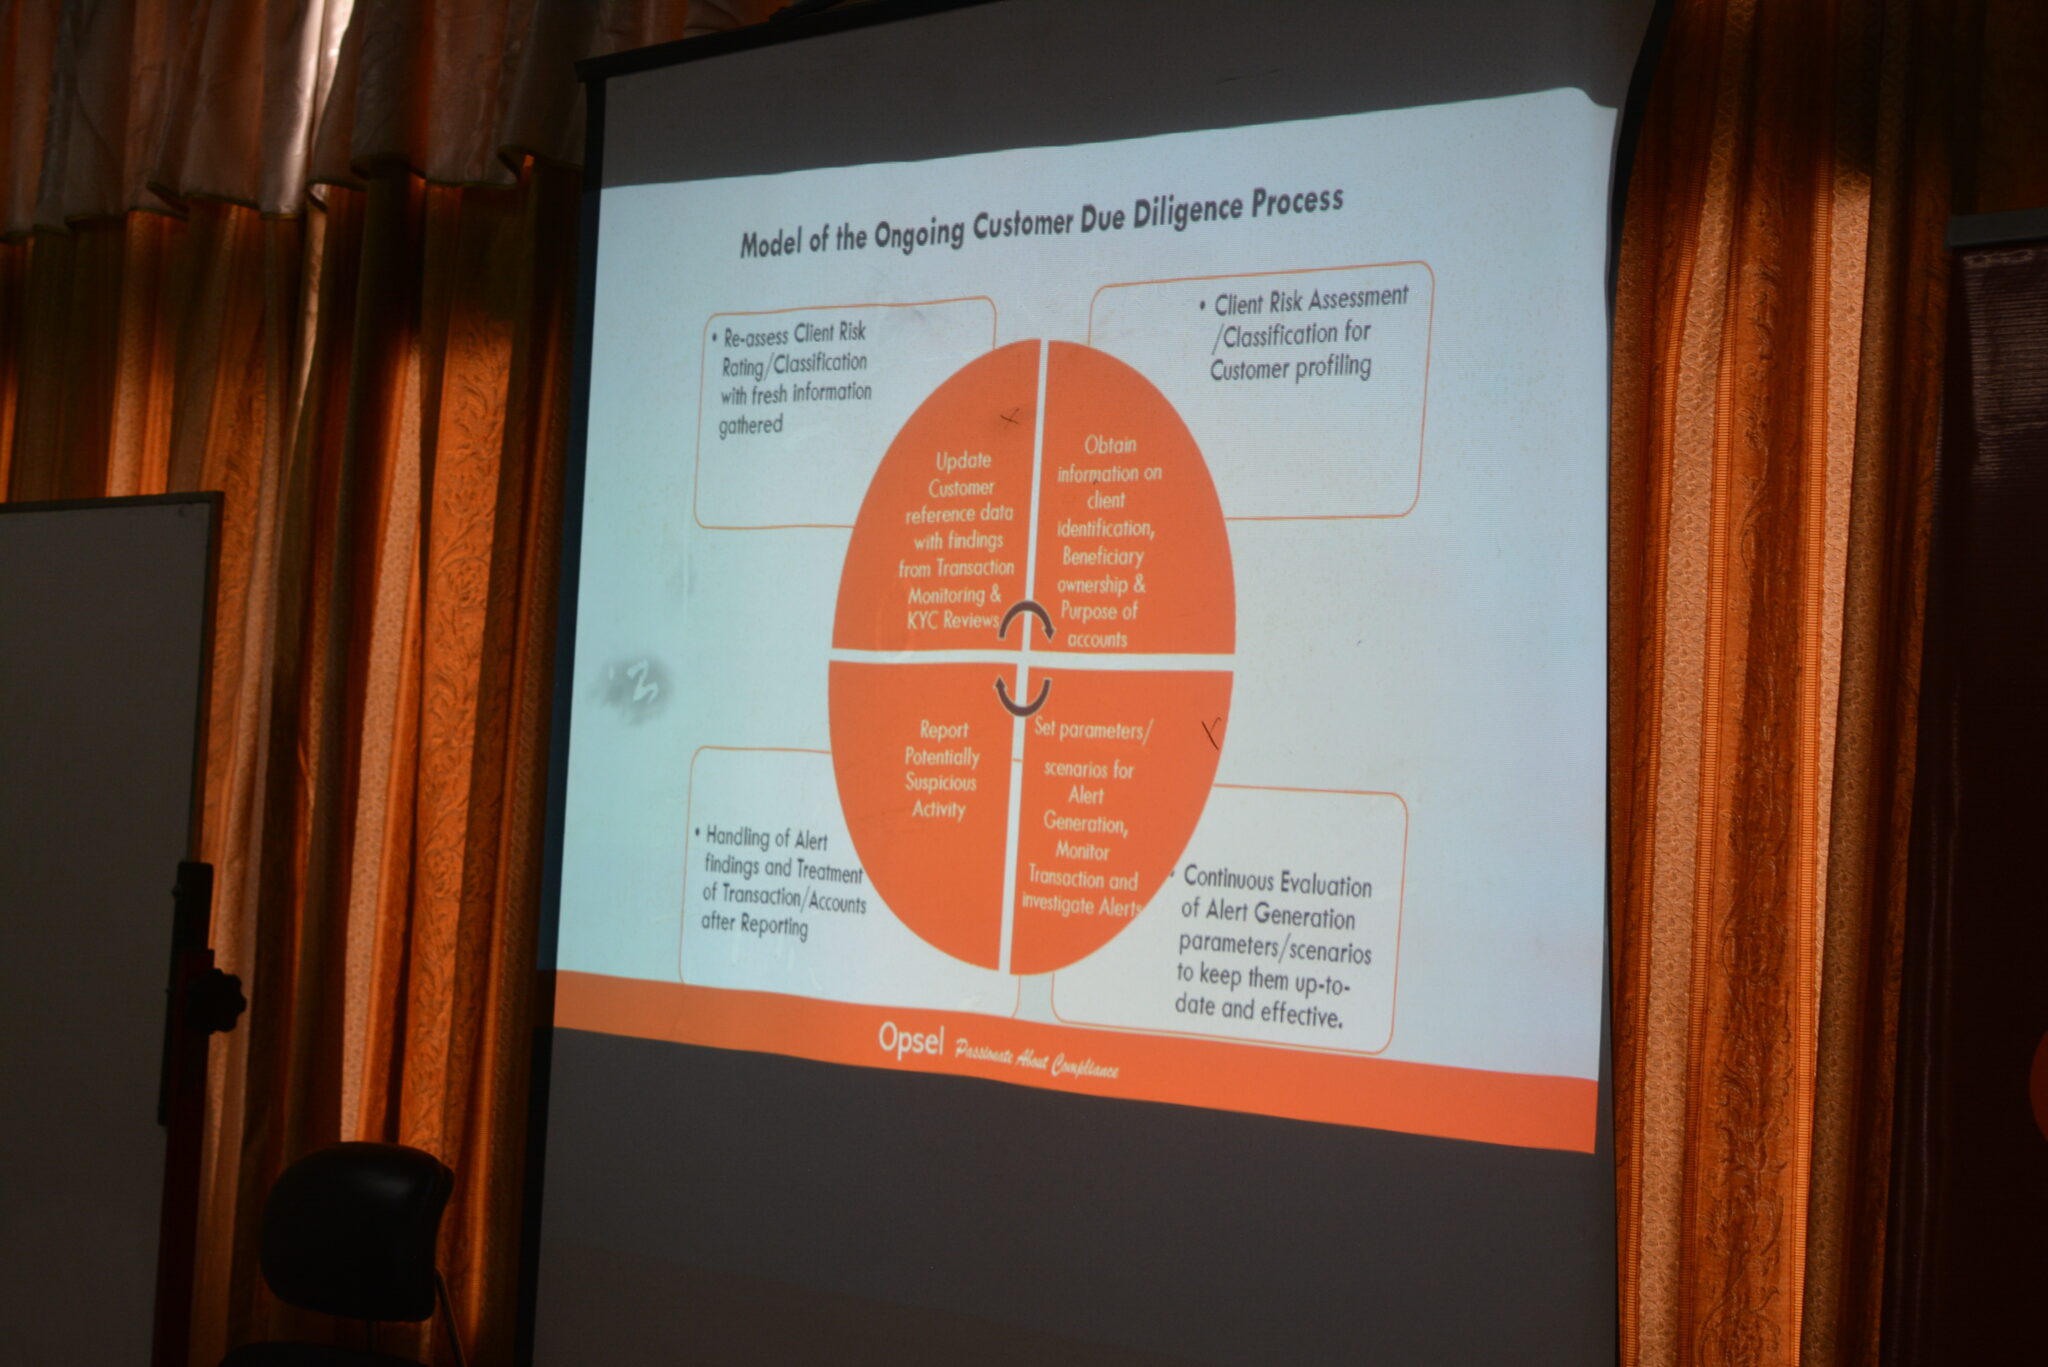 Model of the Ongoing Customer Due Diligence Process
• Re-assess Client Risk
Rating/Classification
with fresh information
gathered
• Client Risk Assessment
/Classification for
Customer profiling
Update
Customer
reference data
with findings
from Transaction
Monitoring &
KYC Reviews
Obtain
information on
client
identification,
Beneficiary
ownership &
Purpose of
accounts
Report
Potentially
Suspicious
Activity
Set parameters/
scenarios for
Alert
Generation,
Monitor
Transaction and
investigate Alerts
• Handling of Alert
findings and Treatment
of Transaction/Accounts
after Reporting
• Continuous Evaluation
of Alert Generation
parameters/scenarios
to keep them up-to-
date and effective.
Opsel Passionate About Compliance